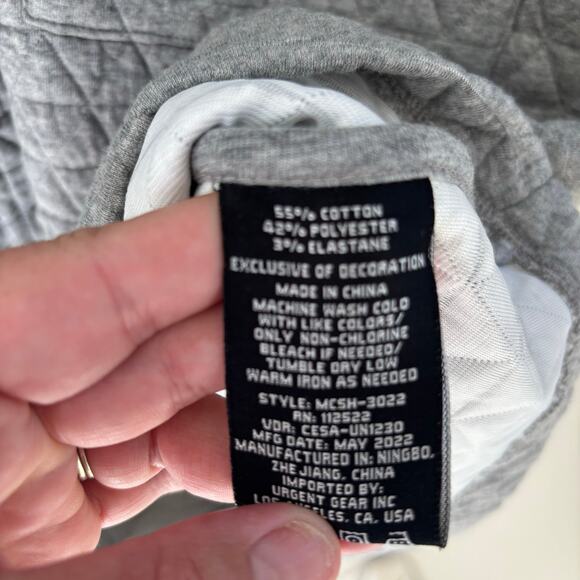 55% COTTON
42% POLYESTER
3% ELASTANE
EXCLUSIVE OF DECORATION
MADE IN CHINA
MACHINE WASH COLD
WITH LIKE COLORS/
ONLY NON-CHLORINE
BLEACH IF NEEDED/
TUMBLE DRY LOW
WARM IRON AS NEEDED
STYLE: MCSH-3022
RN: 112522
VDR: CESA-UN1230
MFG DATE: MAY 2022
MANUFACTURED IN: NINGBO,
ZHE JIANG, CHINA
IMPORTED BY:
URGENT GEAR INC
LOS ANGELES, CA, USA